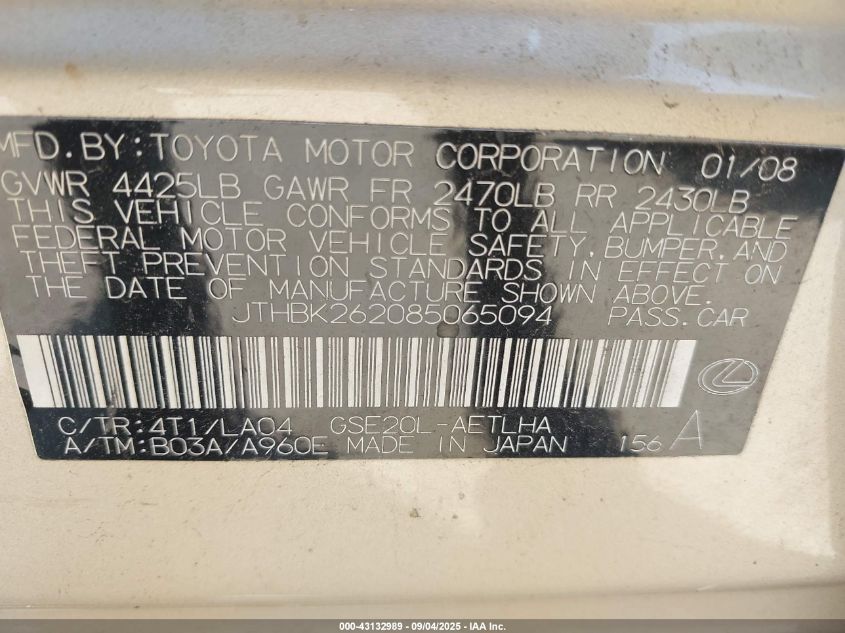 MFD. BY: TOYOTA MOTOR CORPORATION 01/08
GVWR 4425LB GAWR FR 2470LB RR 2430LB
THIS VEHICLE CONFORMS TO ALL APPLICABLE
FEDERAL MOTOR VEHICLE SAFETY, BUMPER, AND
THEFT PREVENTION STANDARDS IN EFFECT ON
THE DATE OF MANUFACTURE SHOWN ABOVE.
JTHBK262085065094 PASS. CAR
C/TR: 4T1/LA04 GSE20L-AETLHA
A/TM: B03A/A960E MADE IN JAPAN 156 A
000-43132989 - 09/04/2025 - IAA Inc.